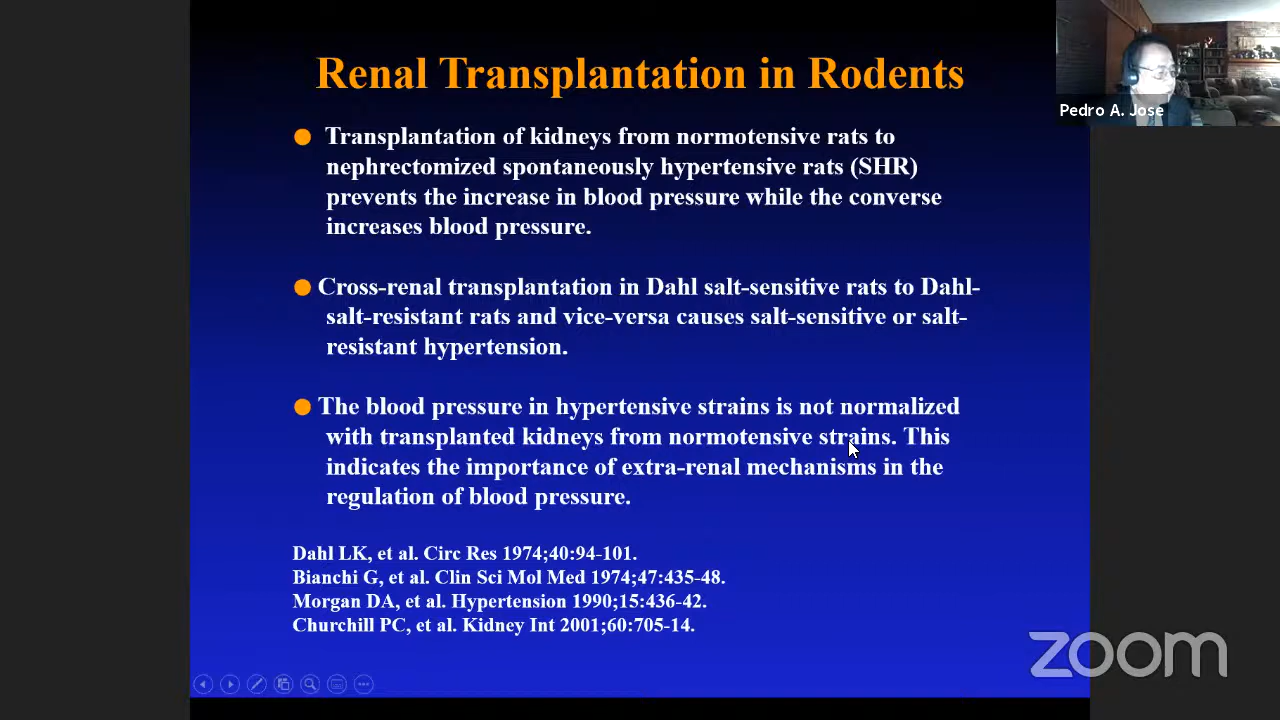 Renal Transplantation in Rodents
Pedro A. Jose
Transplantation of kidneys from normotensive rats to
nephrectomized spontaneously hypertensive rats (SHR)
prevents the increase in blood pressure while the converse
increases blood pressure.
Cross-renal transplantation in Dahl salt-sensitive rats to Dahl-
salt-resistant rats and vice-versa causes salt-sensitive or salt-
resistant hypertension.
The blood pressure in hypertensive strains is not normalized
with transplanted kidneys from normotensive strains. This
indicates the importance of extra-renal mechanisms in the
regulation of blood pressure.
Dahl LK, et al. Circ Res 1974;40:94-101.
Bianchi G, et al. Clin Sci Mol Med 1974;47:435-48.
Morgan DA, et al. Hypertension 1990;15:436-42.
Churchill PC, et al. Kidney Int 2001;60:705-14.
zoom